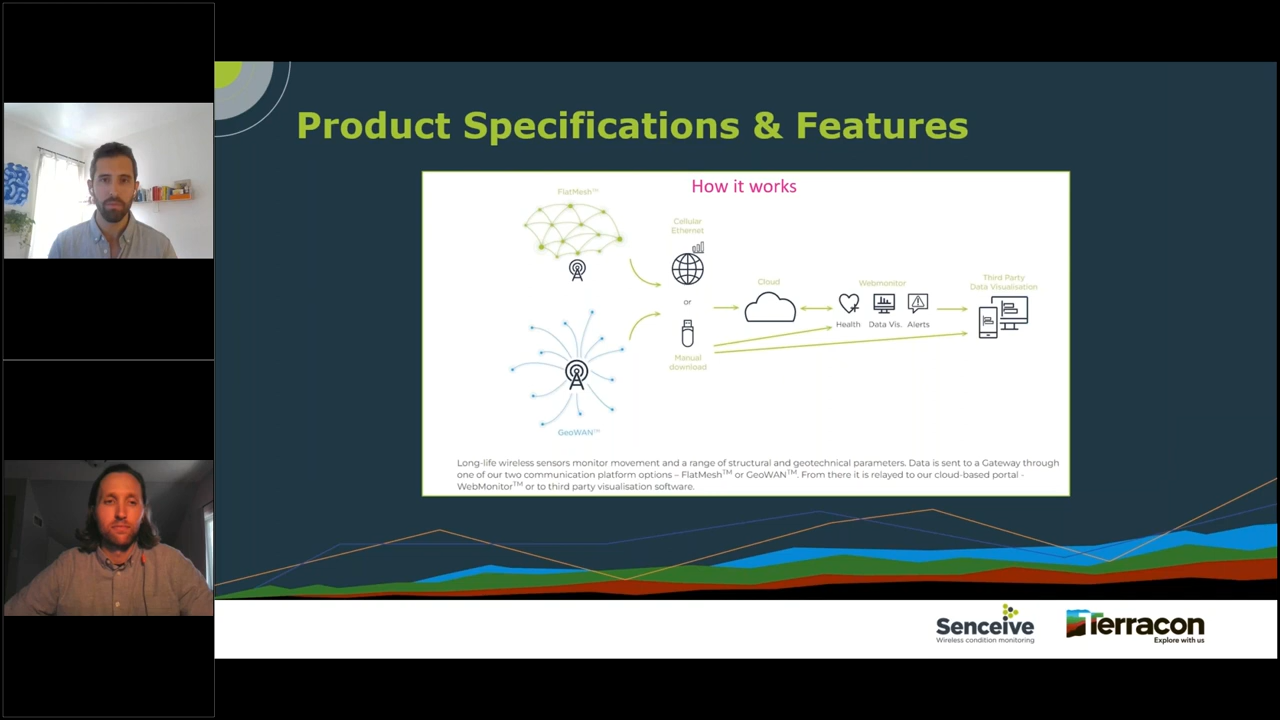 Product Specifications & Features
How it works
FlatMesh™
Cellular
Ethernet
or
Manual
download
GeoWAN™
Cloud
Webmonitor
Health Data Vis. Alerts
Third Party
Data Visualisation
Long-life wireless sensors monitor movement and a range of structural and geotechnical parameters. Data is sent to a Gateway through
one of our two communication platform options – FlatMesh™ or GeoWAN™. From there it is relayed to our cloud-based portal -
WebMonitor™ or to third party visualisation software.
Senceive
Wireless condition monitoring
Terracon
Explore with us